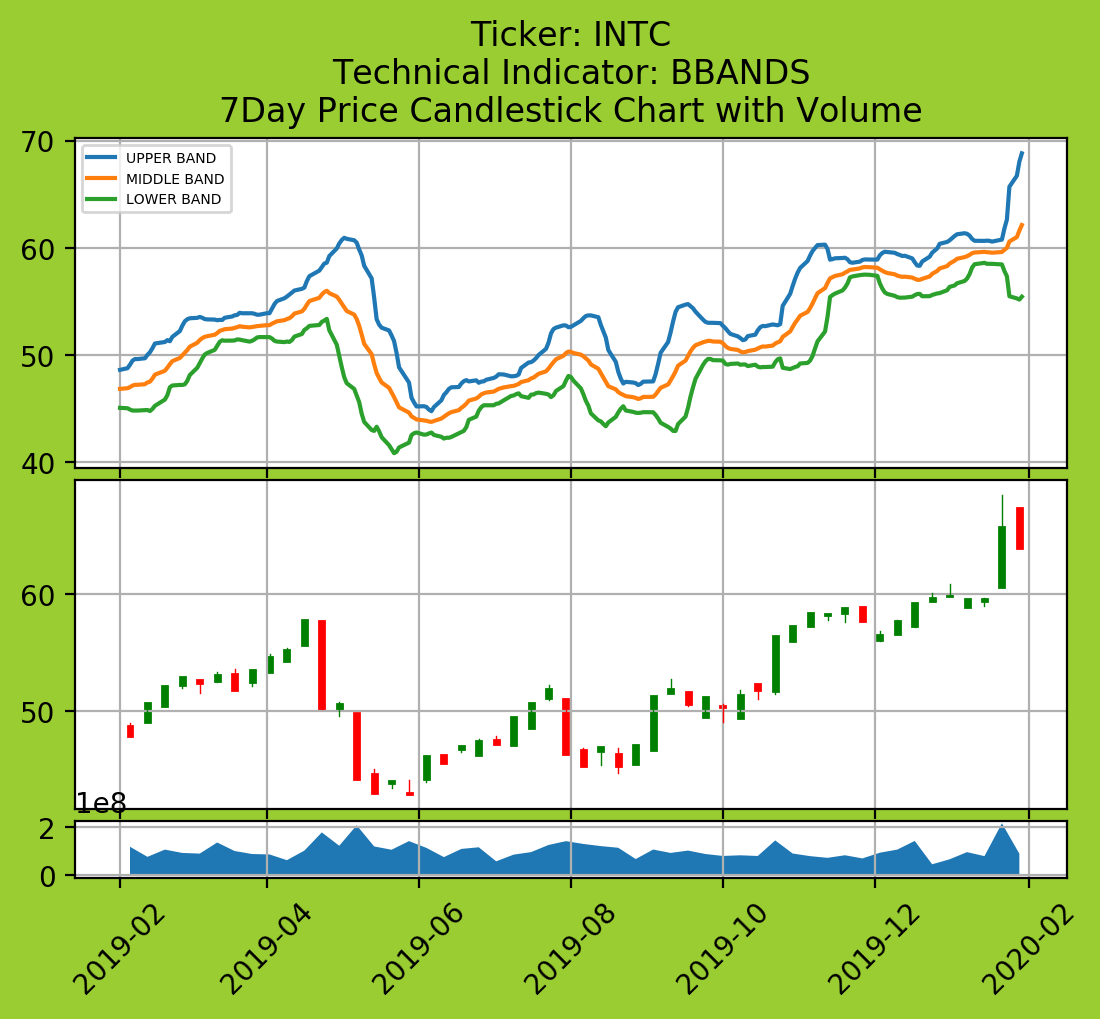 Ticker: INTC
Technical Indicator: BBANDS
7Day Price Candlestick Chart with Volume
70
60
50
40
UPPER BAND
MIDDLE BAND
LOWER BAND
60
50
1e8
2
0
2019-02
2019-04
2019-06
2019-08
2019-10
2019-12
2020-02